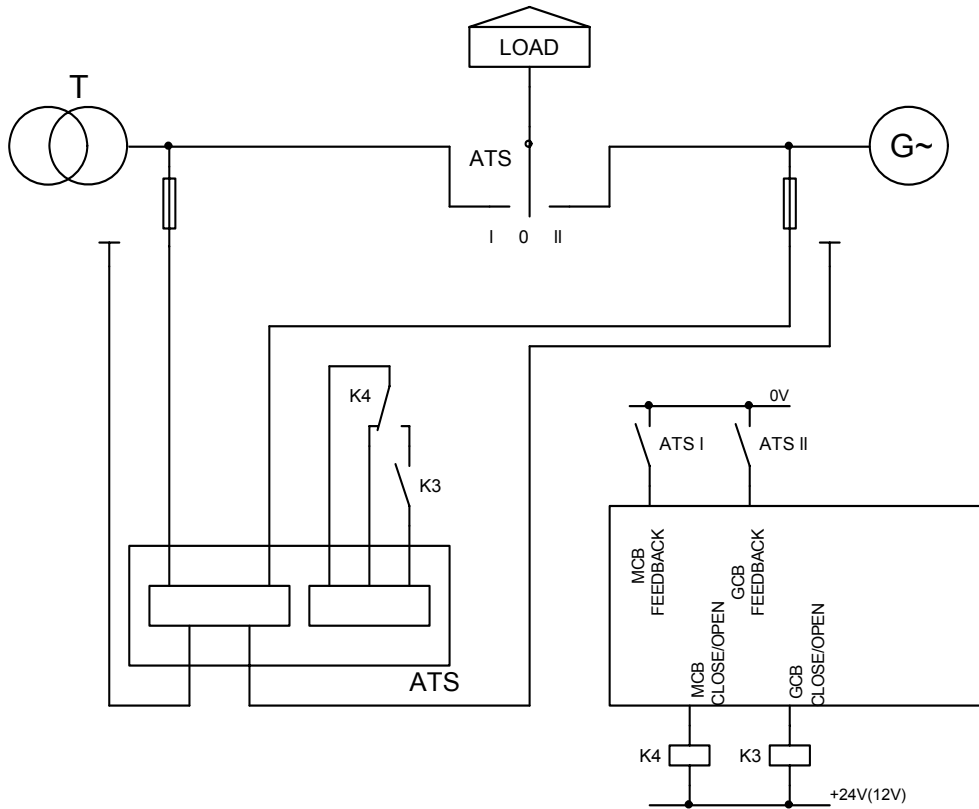 LOAD
T
ATS
G~
I 0 II
K4
K3
0V
ATS I
ATS II
MCB
FEEDBACK
GCB
FEEDBACK
MCB
CLOSE/OPEN
GCB
CLOSE/OPEN
ATS
K4
K3
+24V(12V)